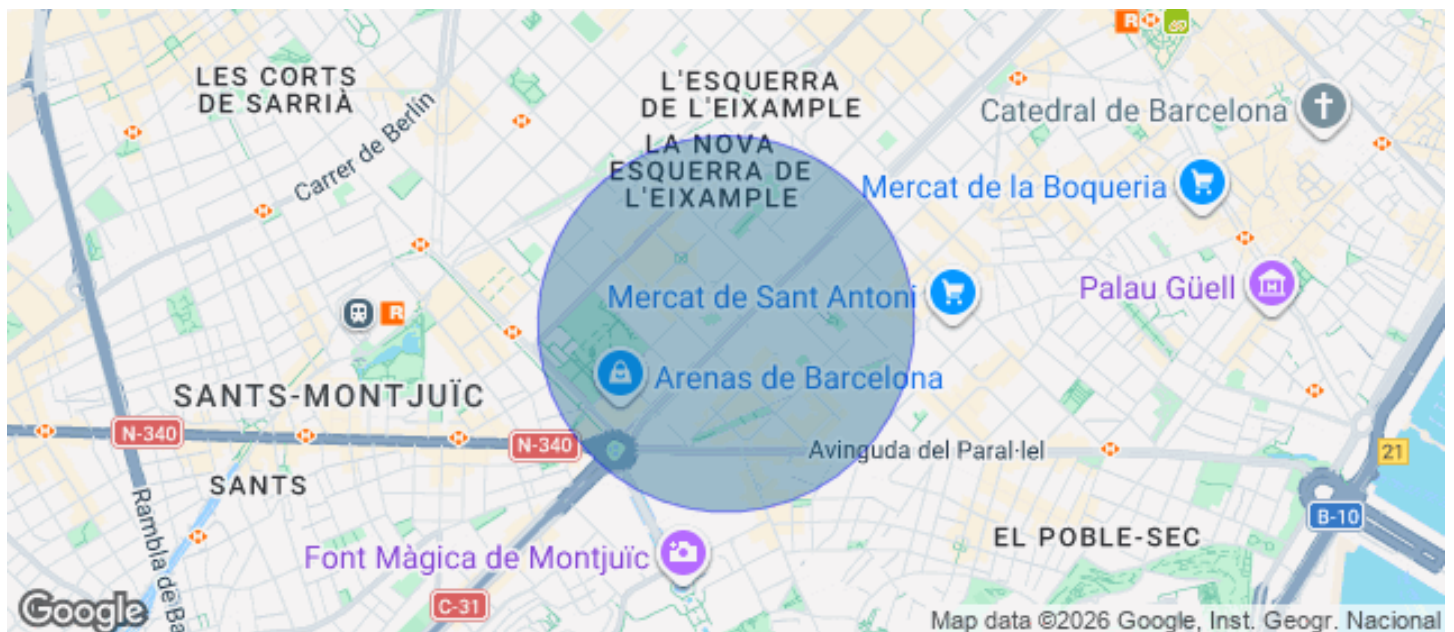 LES CORTS
DE SARRIÀ
L'ESQUERRA
DE L'EIXAMPLE
R
Catedral de Barcelona
Carrer de Berlín
LA NOVA
ESQUERRA DE
L'EIXAMPLE
Mercat de la Boqueria
Mercat de Sant Antoni
Palau Güell
R
Arenas de Barcelona
SANTS-MONTJUÏC
N-340
N-340
Avinguda del Paral·lel
21
SANTS
Rambla de Ba
B-10
EL POBLE-SEC
Font Màgica de Montjuïc
C-31
Google
Map data ©2026 Google, Inst. Geogr. Nacional